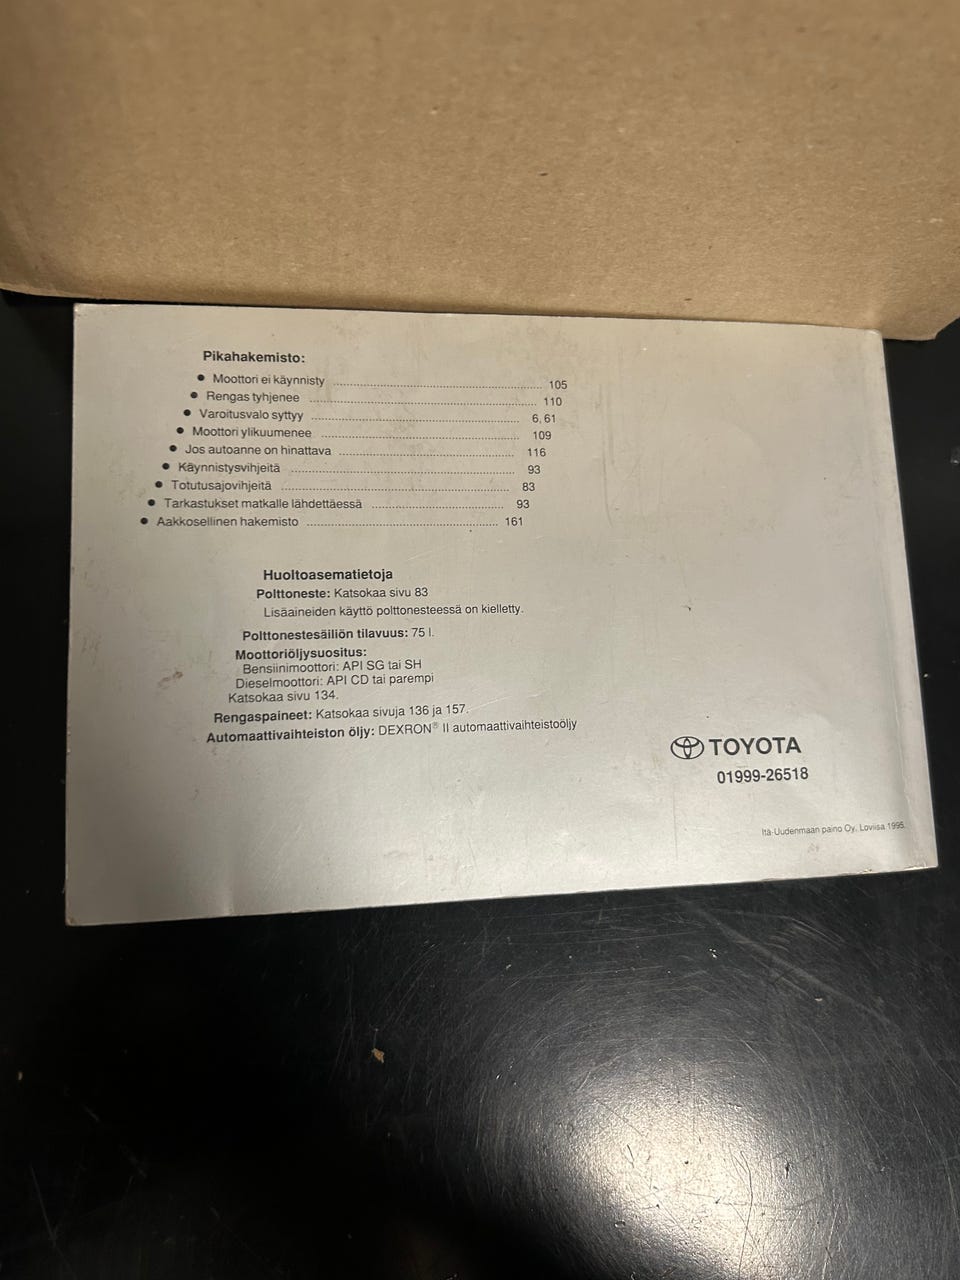 Pikahakemisto:
● Moottori ei käynnisty ........ 105
● Rengas tyhjenee ........ 110
● Varoitusvalo syttyy ........ 6, 61
● Moottori ylikuumenee ........ 109
● Jos autoanne on hinattava ........ 116
● Käynnistysvihjeitä ........ 93
● Totutusajovihjeitä ........ 83
● Tarkastukset matkalle lähdettäessä ........ 93
● Aakkosellinen hakemisto ........ 161
Huoltoasematietoja
Polttoneste: Katsokaa sivu 83
Lisäaineiden käyttö polttonesteessä on kielletty.
Polttonestesäiliön tilavuus: 75 l.
Moottoriöljysuositus:
Bensiinimoottori: API SG tai SH
Dieselmoottori: API CD tai parempi
Katsokaa sivu 134.
Rengaspaineet: Katsokaa sivuja 136 ja 157.
Automaattivaihteiston öljy: DEXRON® II automaattivaihteistoöljy
TOYOTA
01999-26518
Itä-Uudenmaan paino Oy, Loviisa 1995.